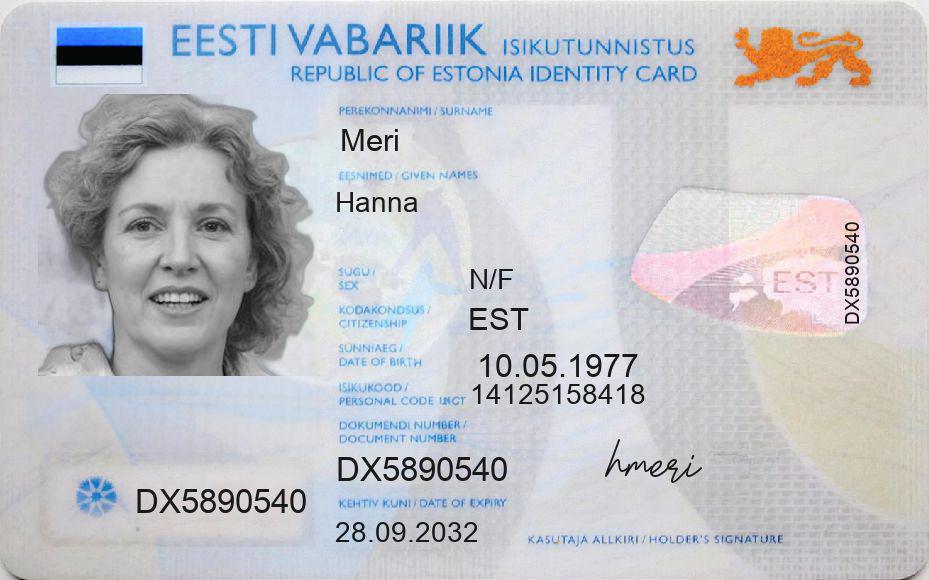 EESTI VABARIIK ISIKUTUNNISTUS
REPUBLIC OF ESTONIA IDENTITY CARD
PEREKONNANIMI / SURNAME
Meri
EESNIMED / GIVEN NAMES
Hanna
SUGU /
SEX
N/F
KODAKONDSUS /
CITIZENSHIP
EST
SÜNNIAEG /
DATE OF BIRTH
10.05.1977
ISIKUKOOD /
PERSONAL CODE
14125158418
DOKUMENDI NUMBER /
DOCUMENT NUMBER
DX5890540
KEHTIV KUNI / DATE OF EXPIRY
28.09.2032
DX5890540
EST
DX5890540
hmeri
KASUTAJA ALLKIRI / HOLDER'S SIGNATURE